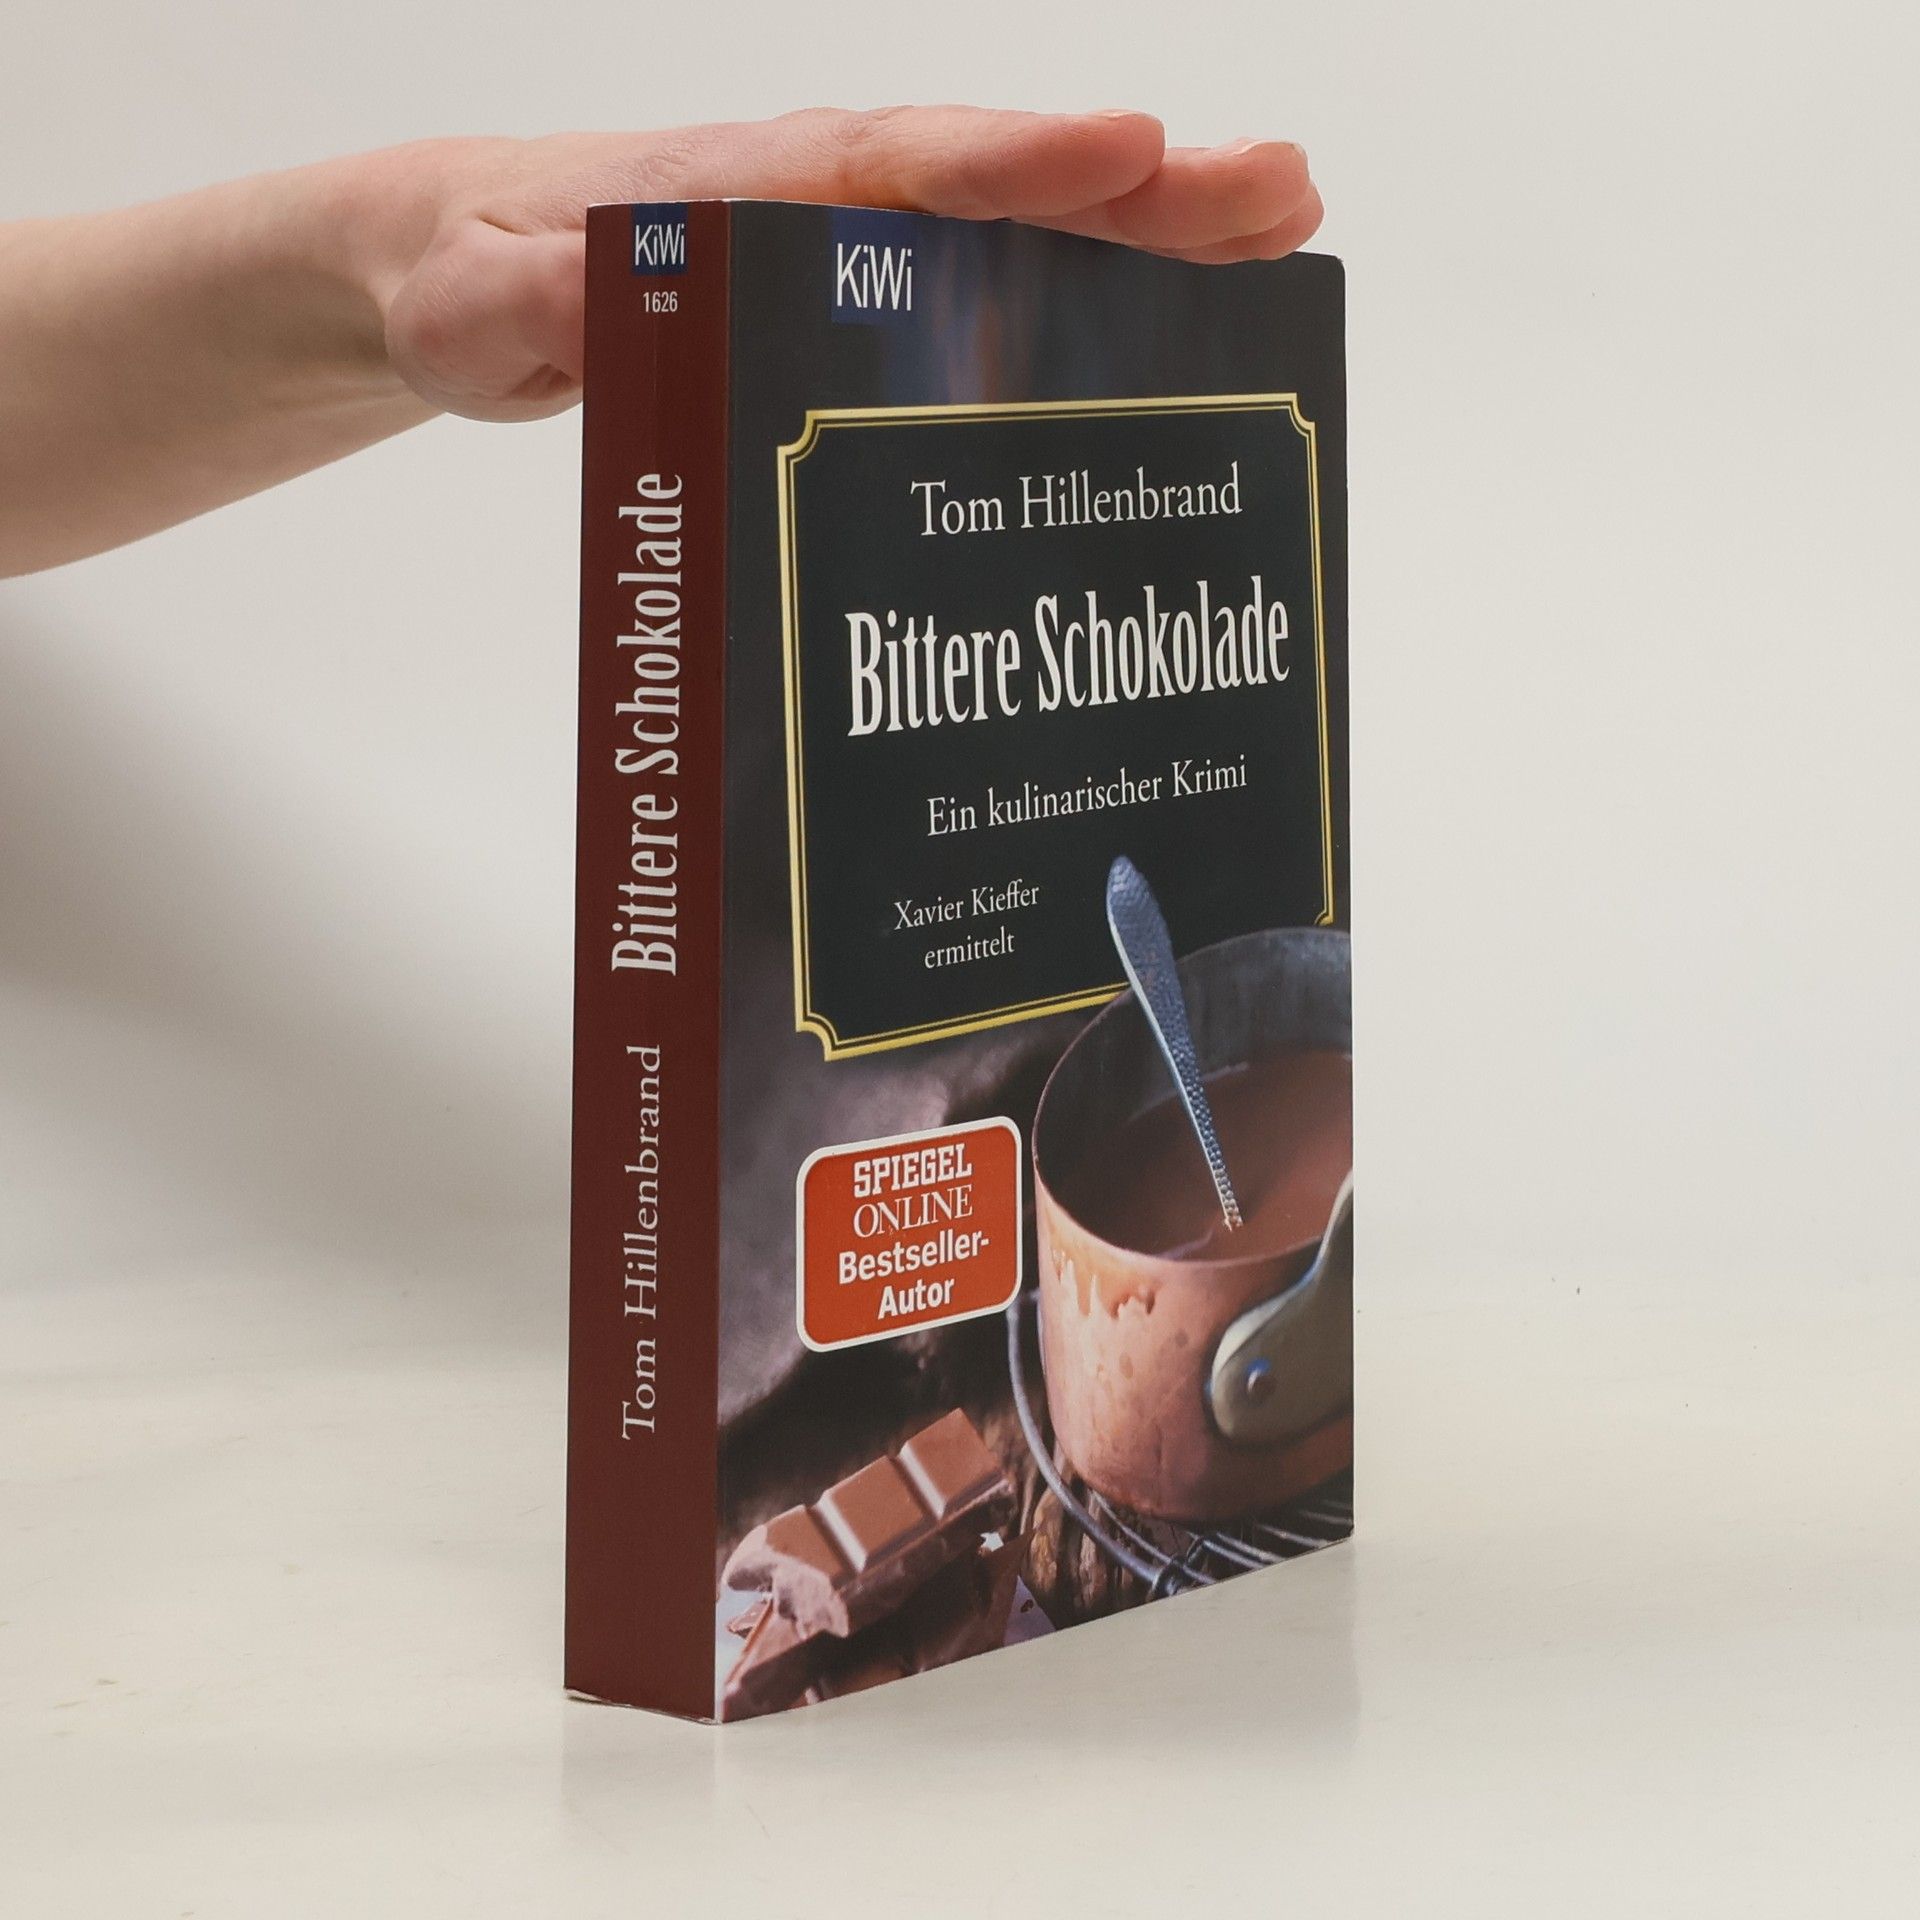 KiWi
1626
Bittere Schokolade
Tom Hillenbrand
KiWi
Tom Hillenbrand
Bittere Schokolade
Ein kulinarischer Krimi
Xavier Kieffer
ermittelt
SPIEGEL
ONLINE
Bestseller-
Autor